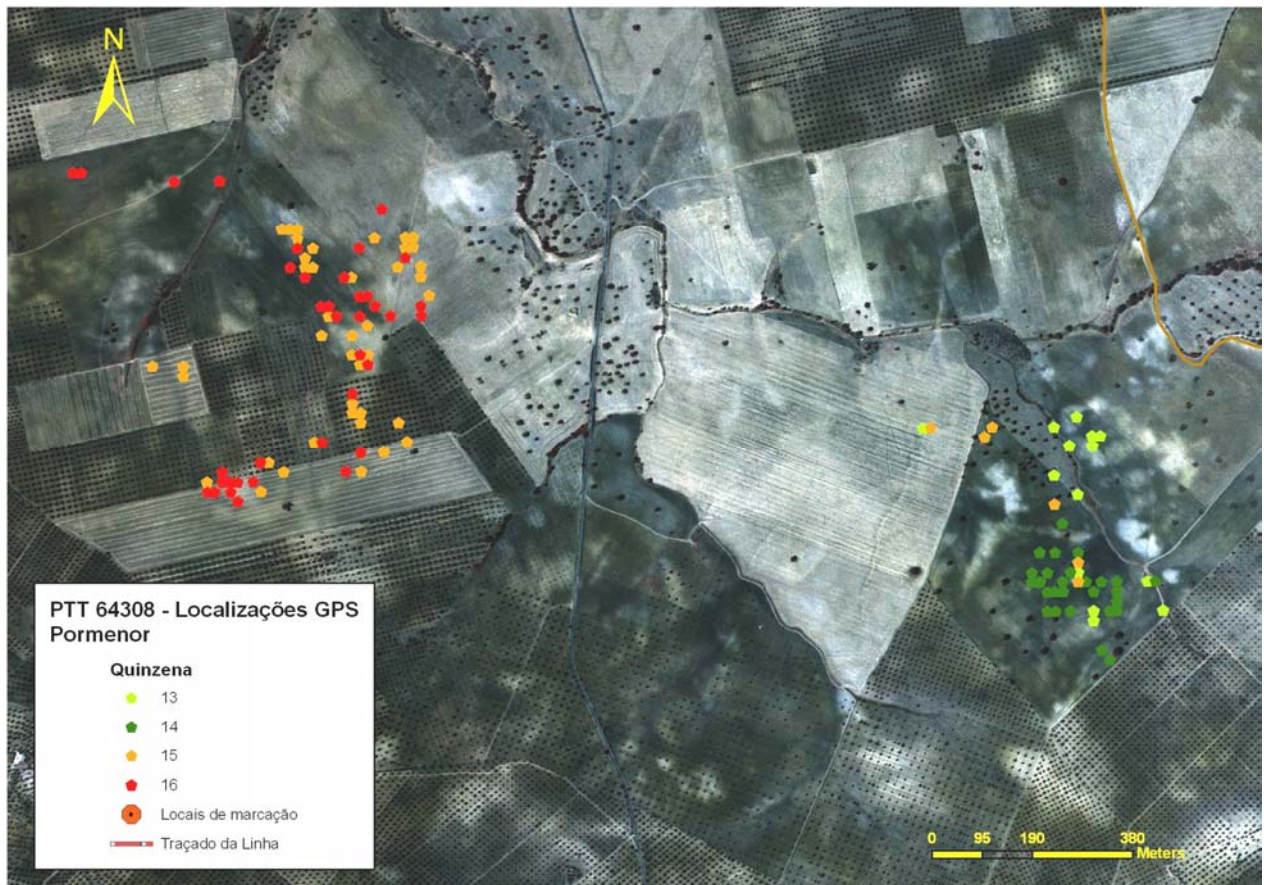 N
PTT 64308 - Localizações GPS
Pormenor
Quinzena
13
14
15
16
Locais de marcação
Traçado da Linha
0 95 190 380
Meters